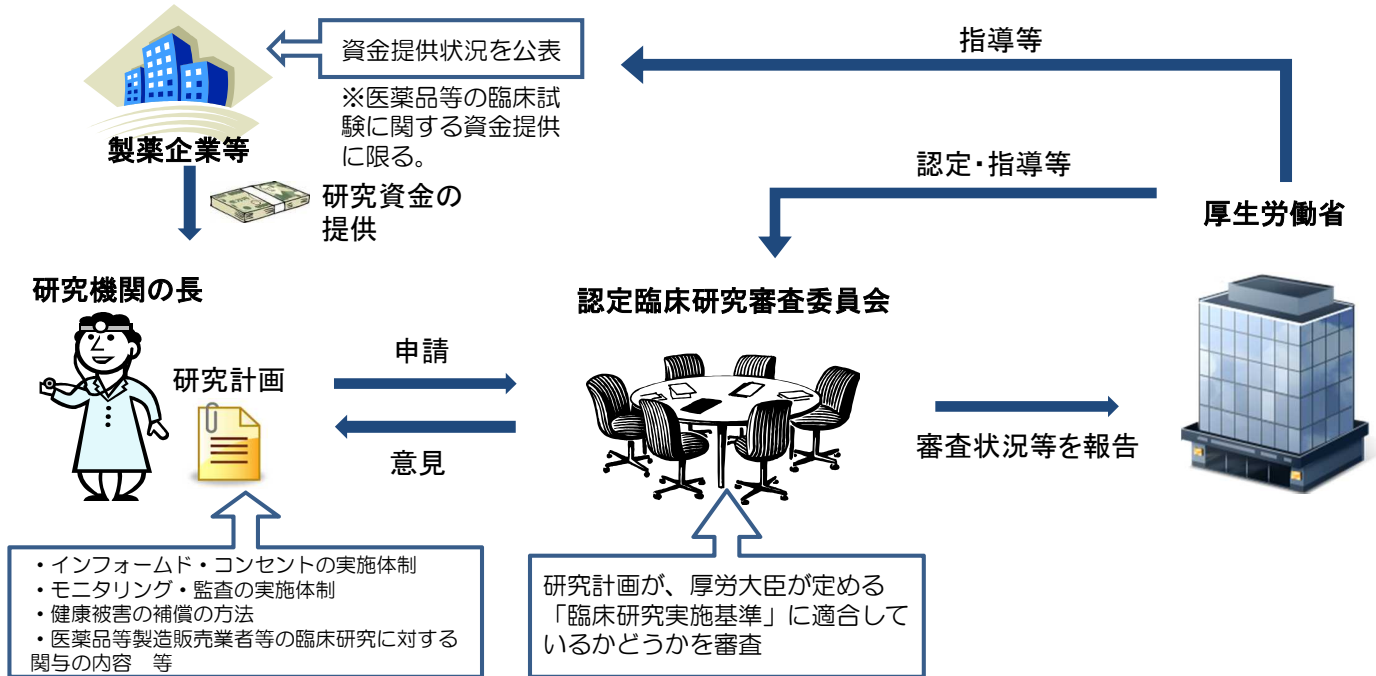 資金提供状況を公表
※医薬品等の臨床試
験に関する資金提供
に限る。
指導等
製薬企業等
研究資金の
提供
認定・指導等
厚生労働省
研究機関の長
認定臨床研究審査委員会
研究計画
申請
意見
審査状況等を報告
・インフォームド・コンセントの実施体制
・モニタリング・監査の実施体制
・健康被害の補償の方法
・医薬品等製造販売業者等の臨床研究に対する
関与の内容　等
研究計画が、厚労大臣が定める
「臨床研究実施基準」に適合して
いるかどうかを審査